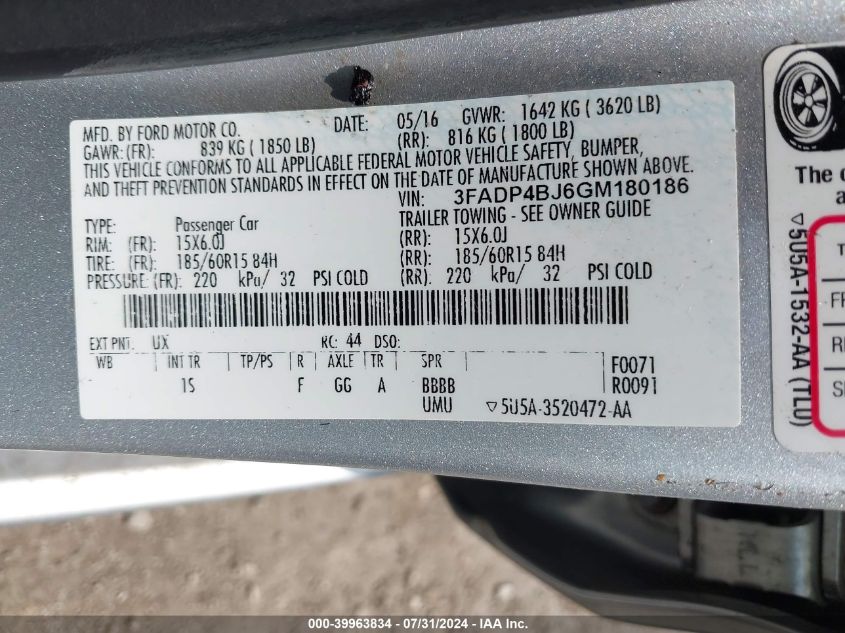 MFD. BY FORD MOTOR CO.
DATE: 05/16 GVWR: 1642 KG ( 3620 LB)
GAWR:(FR): 839 KG ( 1850 LB) (RR): 816 KG ( 1800 LB)
THIS VEHICLE CONFORMS TO ALL APPLICABLE FEDERAL MOTOR VEHICLE SAFETY, BUMPER,
AND THEFT PREVENTION STANDARDS IN EFFECT ON THE DATE OF MANUFACTURE SHOWN ABOVE.
VIN: 3FADP4BJ6GM180186
TYPE: Passenger Car TRAILER TOWING - SEE OWNER GUIDE
RIM: (FR): 15X6.0J (RR): 15X6.0J
TIRE: (FR): 185/60R15 84H (RR): 185/60R15 84H
PRESSURE: (FR): 220 kPa/ 32 PSI COLD (RR): 220 kPa/ 32 PSI COLD
EXT PNT: UX RC: 44 DSO:
WB INT TR TP/PS R AXLE TR SPR F0071
1S F GG A BBBB R0091
UMU ▽5U5A-3520472-AA
The
▽5U5A-1532-AA (TLU)
000-39963834 / 07/31/2024 - IAA Inc.